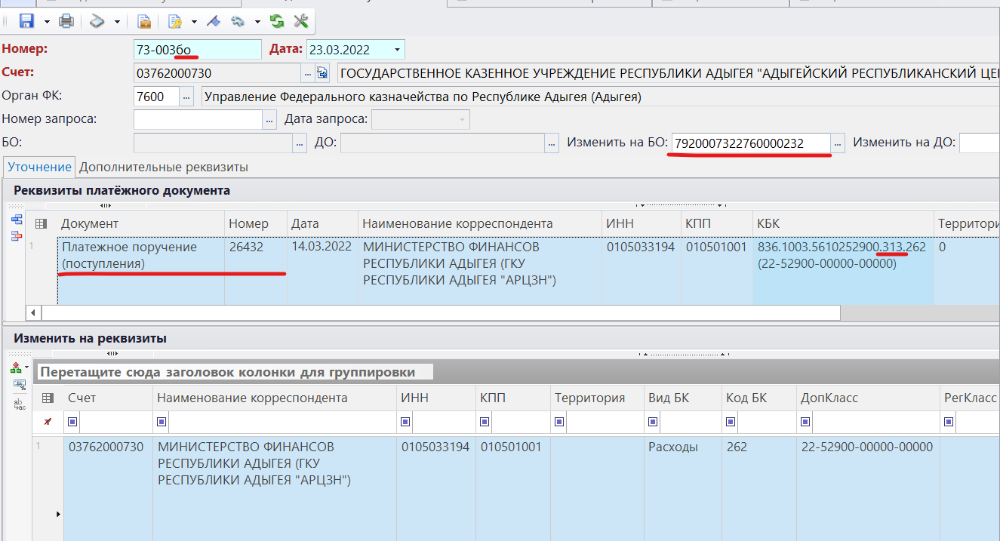 Номер: 73-003бо Дата: 23.03.2022
Счет: 03762000730 ... ГОСУДАРСТВЕННОЕ КАЗЕННОЕ УЧРЕЖДЕНИЕ РЕСПУБЛИКИ АДЫГЕЯ "АДЫГЕЙСКИЙ РЕСПУБЛИКАНСКИЙ ЦЕН
Орган ФК: 7600 ... Управление Федерального казначейства по Республике Адыгея (Адыгея)
Номер запроса: ... Дата запроса:
БО: ... ДО: ... Изменить на БО: 7920007322760000232 ... Изменить на ДО:
Уточнение Дополнительные реквизиты
Реквизиты платёжного документа
Документ Номер Дата Наименование корреспондента ИНН КПП КБК Территори
1 Платежное поручение 26432 14.03.2022 МИНИСТЕРСТВО ФИНАНСОВ 0105033194 010501001 836.1003.5610252900.313.262 0
(поступления) РЕСПУБЛИКИ АДЫГЕЯ (ГКУ (22-52900-00000-00000)
РЕСПУБЛИКИ АДЫГЕЯ "АРЦЗН")
Изменить на реквизиты
Перетащите сюда заголовок колонки для группировки
Счет Наименование корреспондента ИНН КПП Территория Вид БК Код БК ДопКласс РегКласс
1 03762000730 МИНИСТЕРСТВО ФИНАНСОВ 0105033194 010501001 Расходы 262 22-52900-00000-00000
РЕСПУБЛИКИ АДЫГЕЯ (ГКУ
РЕСПУБЛИКИ АДЫГЕЯ "АРЦЗН")